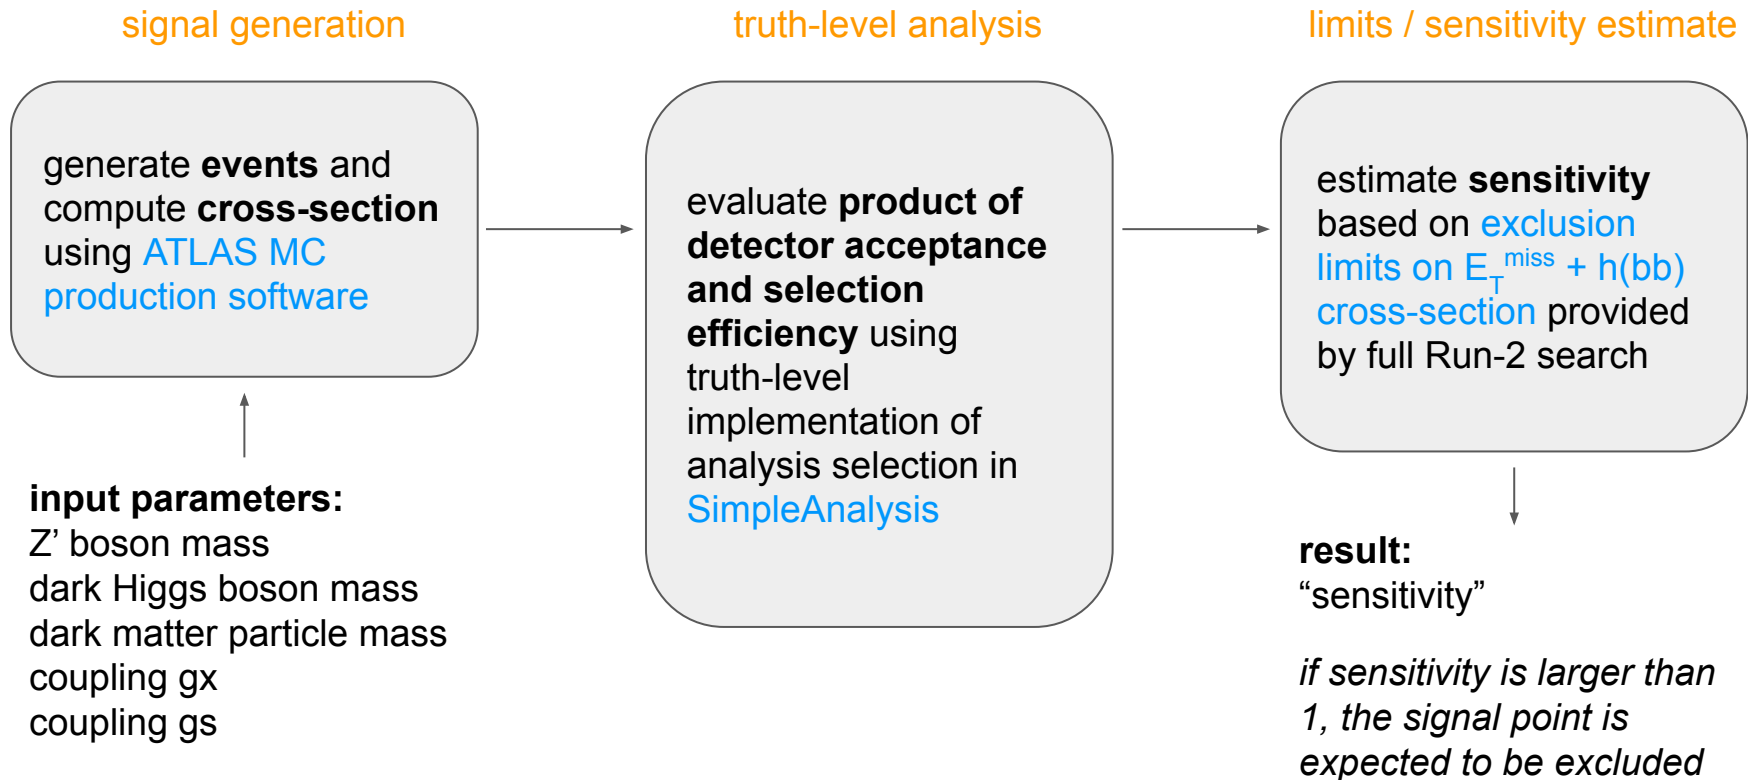 signal generation
truth-level analysis
limits / sensitivity estimate
generate events and
compute cross-section
using ATLAS MC
production software
input parameters:
Z’ boson mass
dark Higgs boson mass
dark matter particle mass
coupling gx
coupling gs
evaluate product of
detector acceptance
and selection
efficiency using
truth-level
implementation of
analysis selection in
SimpleAnalysis
estimate sensitivity
based on exclusion
limits on E_T^miss + h(bb)
cross-section provided
by full Run-2 search
result:
“sensitivity”
if sensitivity is larger than
1, the signal point is
expected to be excluded